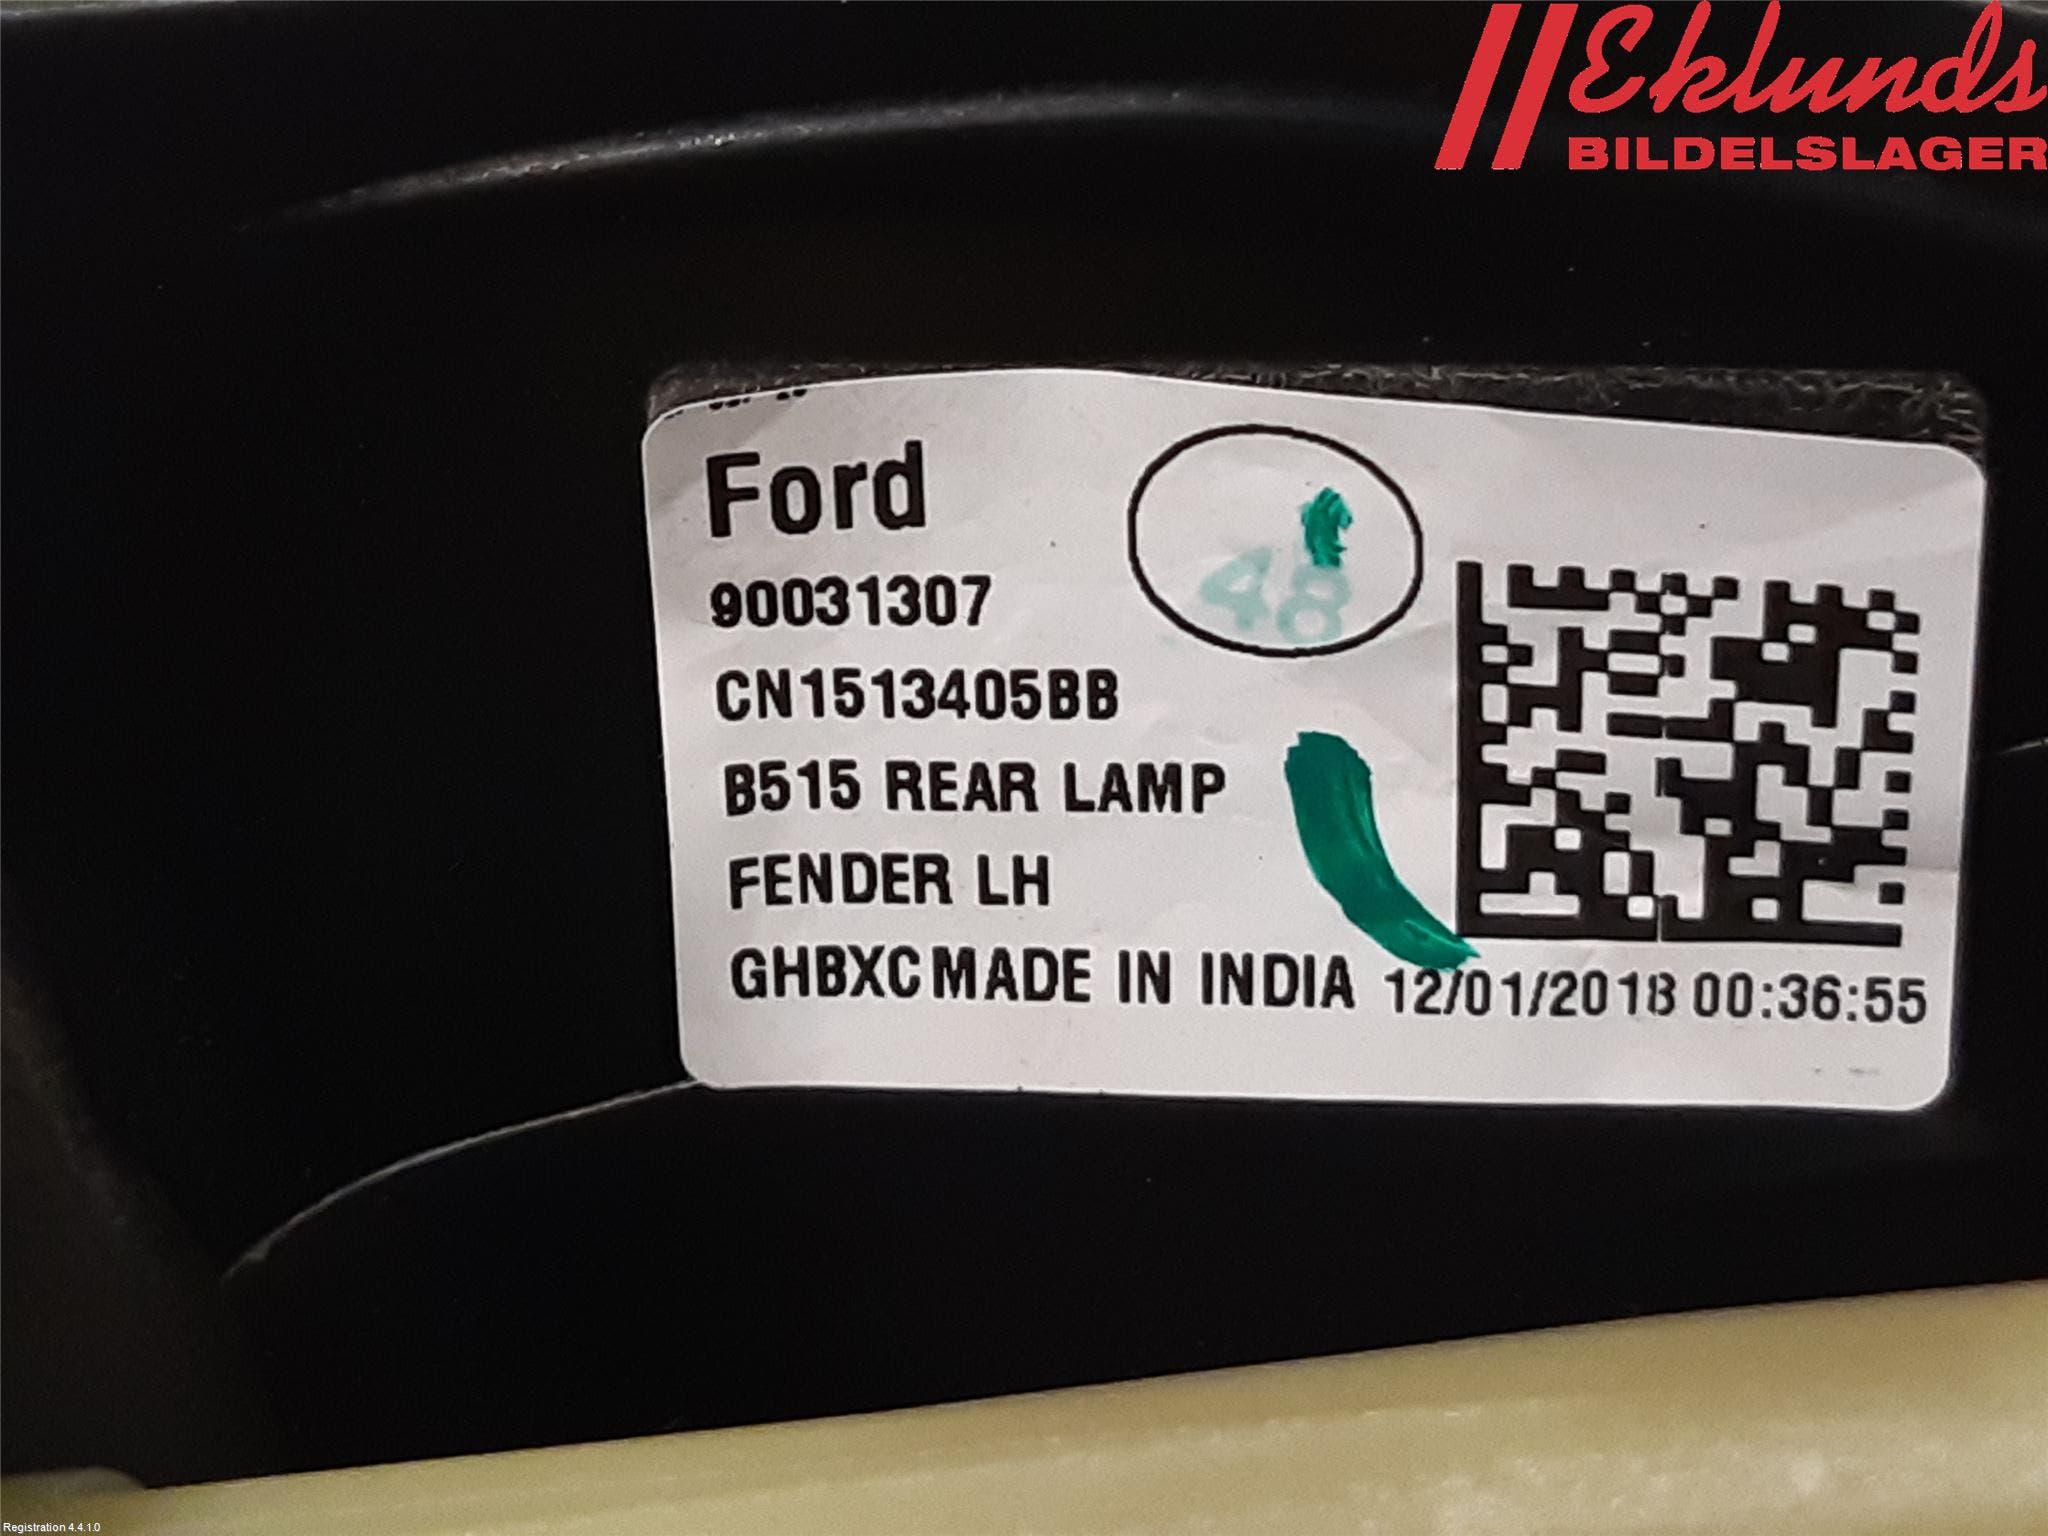 Eklunds
BILDELSLAGER
Ford
48
90031307
CN1513405BB
B515 REAR LAMP
FENDER LH
GHBXC MADE IN INDIA 12/01/2018 00:36:55
Registration 4.4.1.0